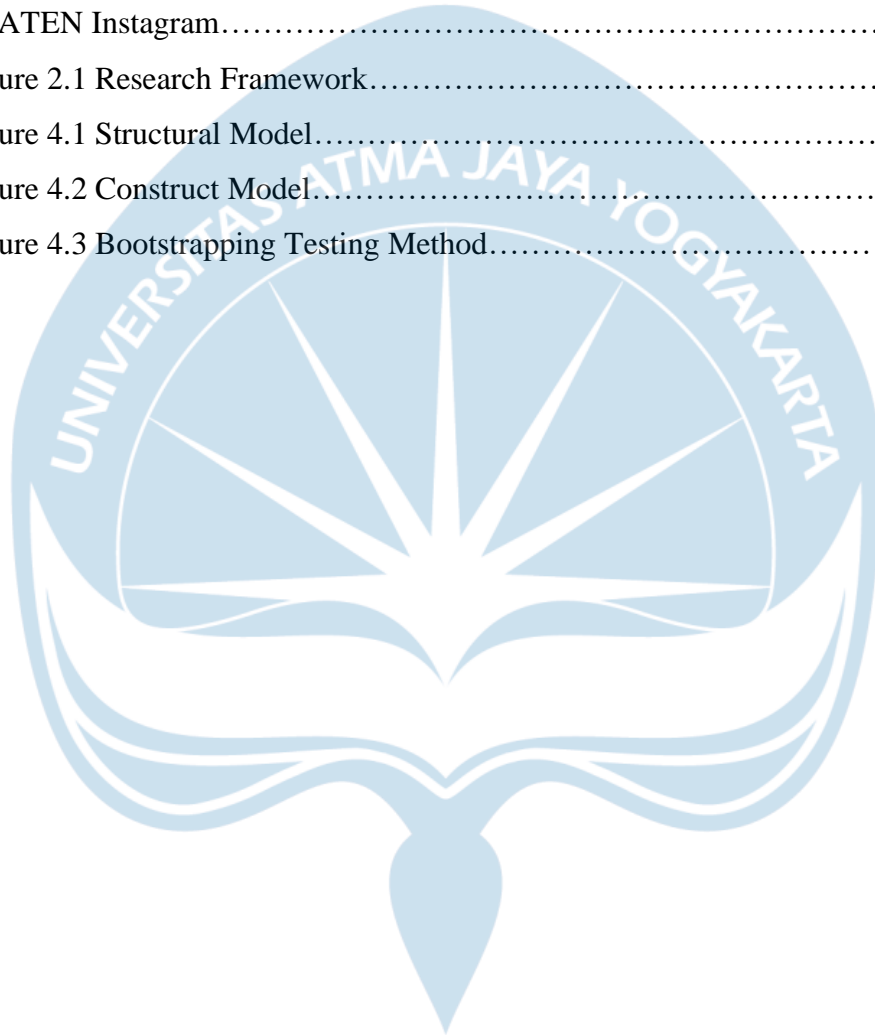 ATEN Instagram……………………………………………………………
ure 2.1 Research Framework……………………………………………
ure 4.1 Structural Model…………………………………………………
ure 4.2 Construct Model…………………………………………………
ure 4.3 Bootstrapping Testing Method…………………………………
UNIVERSITAS ATMA JAYA YOGYAKARTA